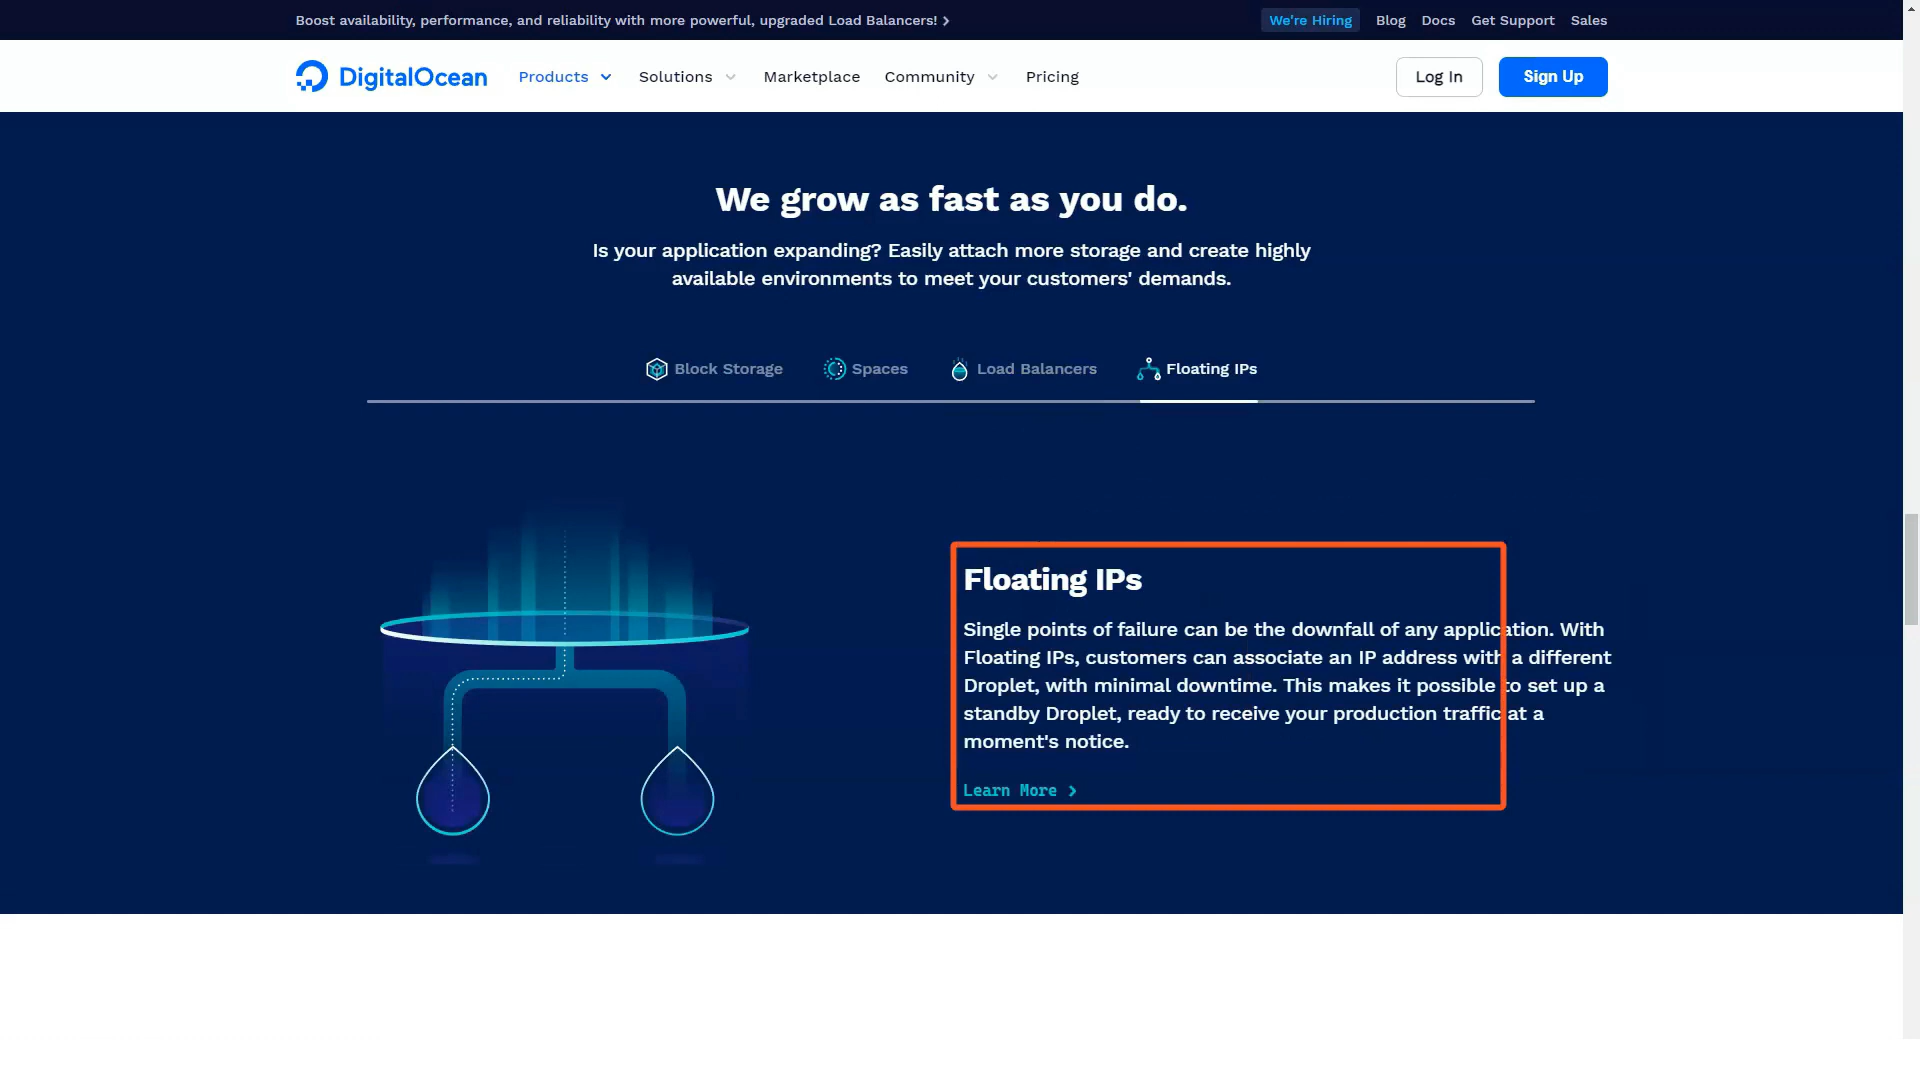 Boost availability, performance, and reliability with more powerful, upgraded Load Balancers!
We're Hiring
Blog
Docs
Get Support
Sales
DigitalOcean
Products
Solutions
Marketplace
Community
Pricing
Log In
Sign Up
We grow as fast as you do.
Is your application expanding? Easily attach more storage and create highly
available environments to meet your customers' demands.
Block Storage
Spaces
Load Balancers
Floating IPs
Floating IPs
Single points of failure can be the downfall of any application. With
Floating IPs, customers can associate an IP address with a different
Droplet, with minimal downtime. This makes it possible to set up a
standby Droplet, ready to receive your production traffic at a
moment's notice.
Learn More